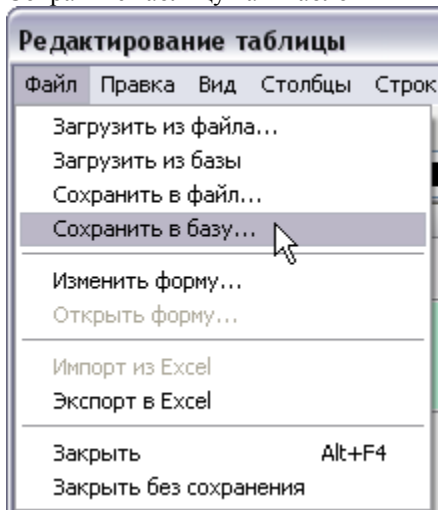 Редактирование таблицы
Файл Правка Вид Столбцы Строк
Загрузить из файла...
Загрузить из базы
Сохранить в файл...
Сохранить в базу...
Изменить форму...
Открыть форму...
Импорт из Excel
Экспорт в Excel
Закрыть Alt+F4
Закрыть без сохранения